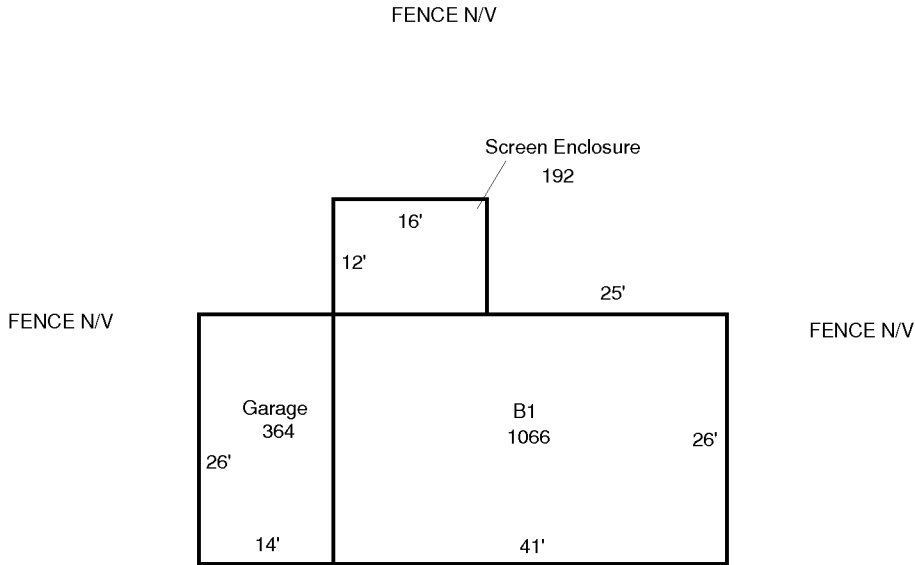 FENCE N/V
Screen Enclosure
192
16'
12'
25'
FENCE N/V
FENCE N/V
Garage
364
B1
1066
26'
26'
14'
41'